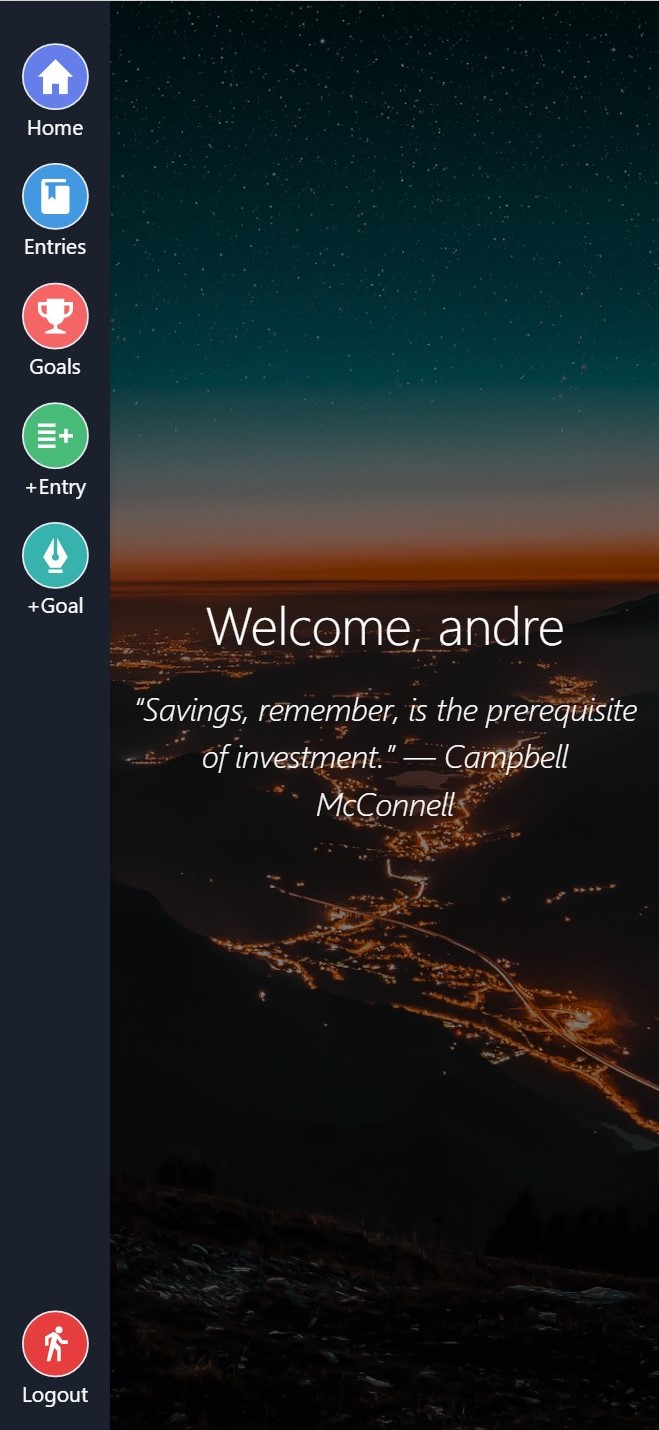 Home
Entries
Goals
+Entry
+Goal
Welcome, andre
"Savings, remember, is the prerequisite
of investment." — Campbell
McConnell
Logout